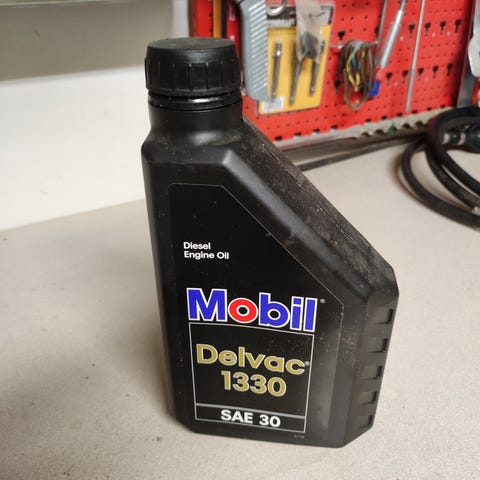 Diesel
Engine Oil
Mobil
Delvac®
1330
SAE 30